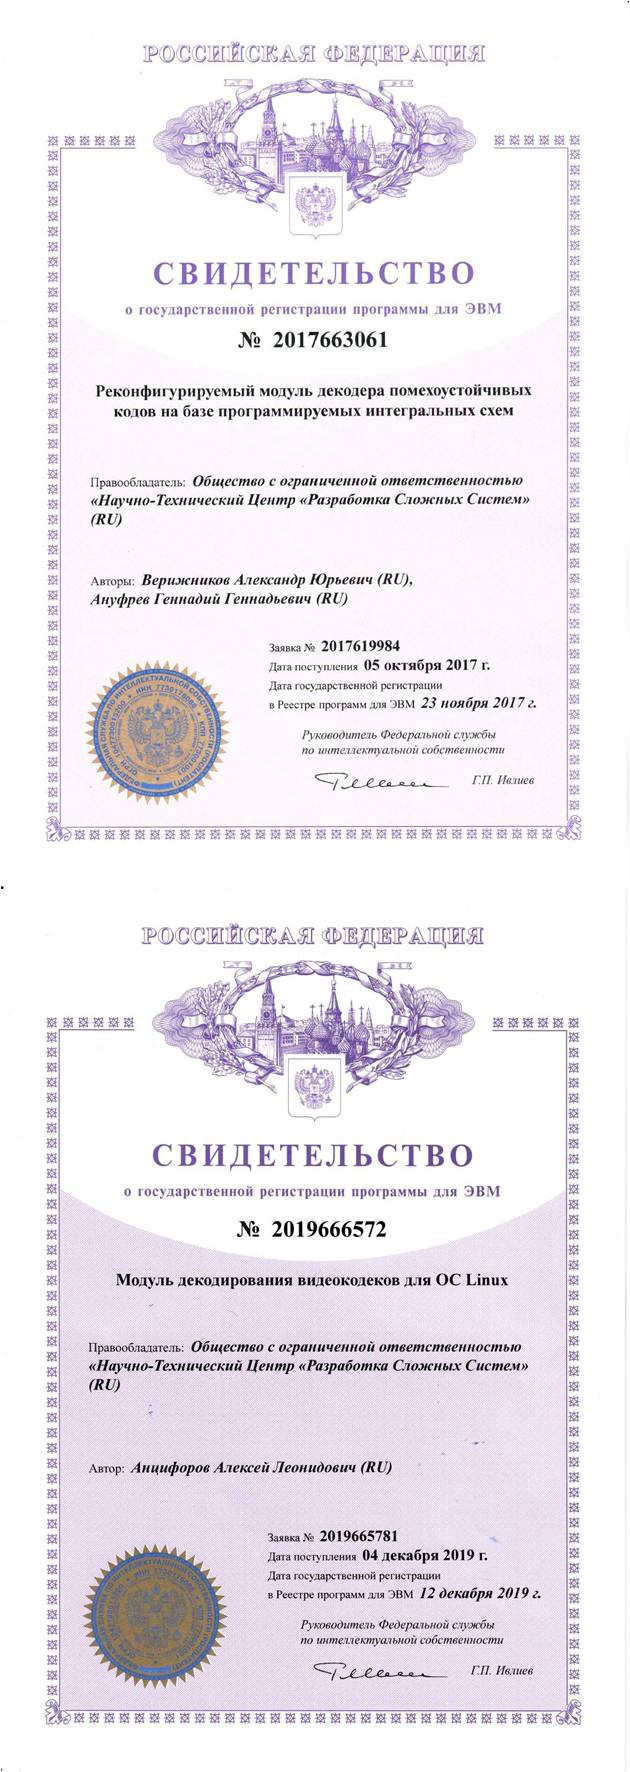 РОССИЙСКАЯ ФЕДЕРАЦИЯ
СВИДЕТЕЛЬСТВО
о государственной регистрации программы для ЭВМ
№ 2017663061
Реконфигурируемый модуль декодера помехоустойчивых
кодов на базе программируемых интегральных схем
Правообладатель: Общество с ограниченной ответственностью
«Научно-Технический Центр «Разработка Сложных Систем»
(RU)
Авторы: Верижников Александр Юрьевич (RU),
Ануфрев Геннадий Геннадьевич (RU)
Заявка № 2017619984
Дата поступления 05 октября 2017 г.
Дата государственной регистрации
в Реестре программ для ЭВМ 23 ноября 2017 г.
Руководитель Федеральной службы
по интеллектуальной собственности
Г.П. Ивлиев
РОССИЙСКАЯ ФЕДЕРАЦИЯ
СВИДЕТЕЛЬСТВО
о государственной регистрации программы для ЭВМ
№ 2019666572
Модуль декодирования видеокодеков для ОС Linux
Правообладатель: Общество с ограниченной ответственностью
«Научно-Технический Центр «Разработка Сложных Систем»
(RU)
Автор: Анцифоров Алексей Леонидович (RU)
Заявка № 2019665781
Дата поступления 04 декабря 2019 г.
Дата государственной регистрации
в Реестре программ для ЭВМ 12 декабря 2019 г.
Руководитель Федеральной службы
по интеллектуальной собственности
Г.П. Ивлиев